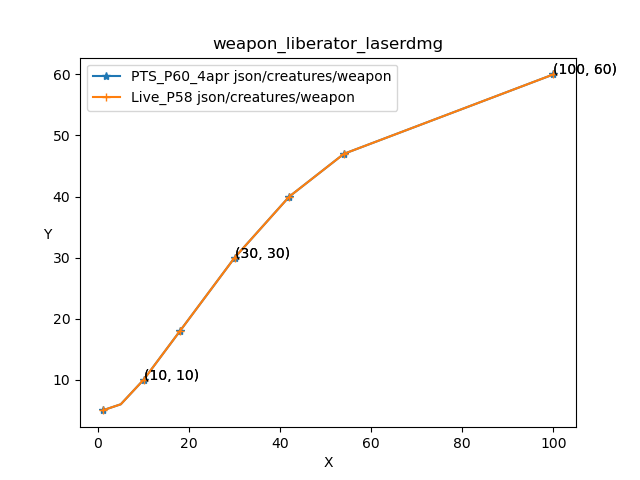 weapon_liberator_laserdmg
PTS_P60_4apr json/creatures/weapon
Live_P58 json/creatures/weapon
(100, 60)
(30, 30)
(10, 10)
60
50
40
30
20
10
Y
0 20 40 60 80 100
X